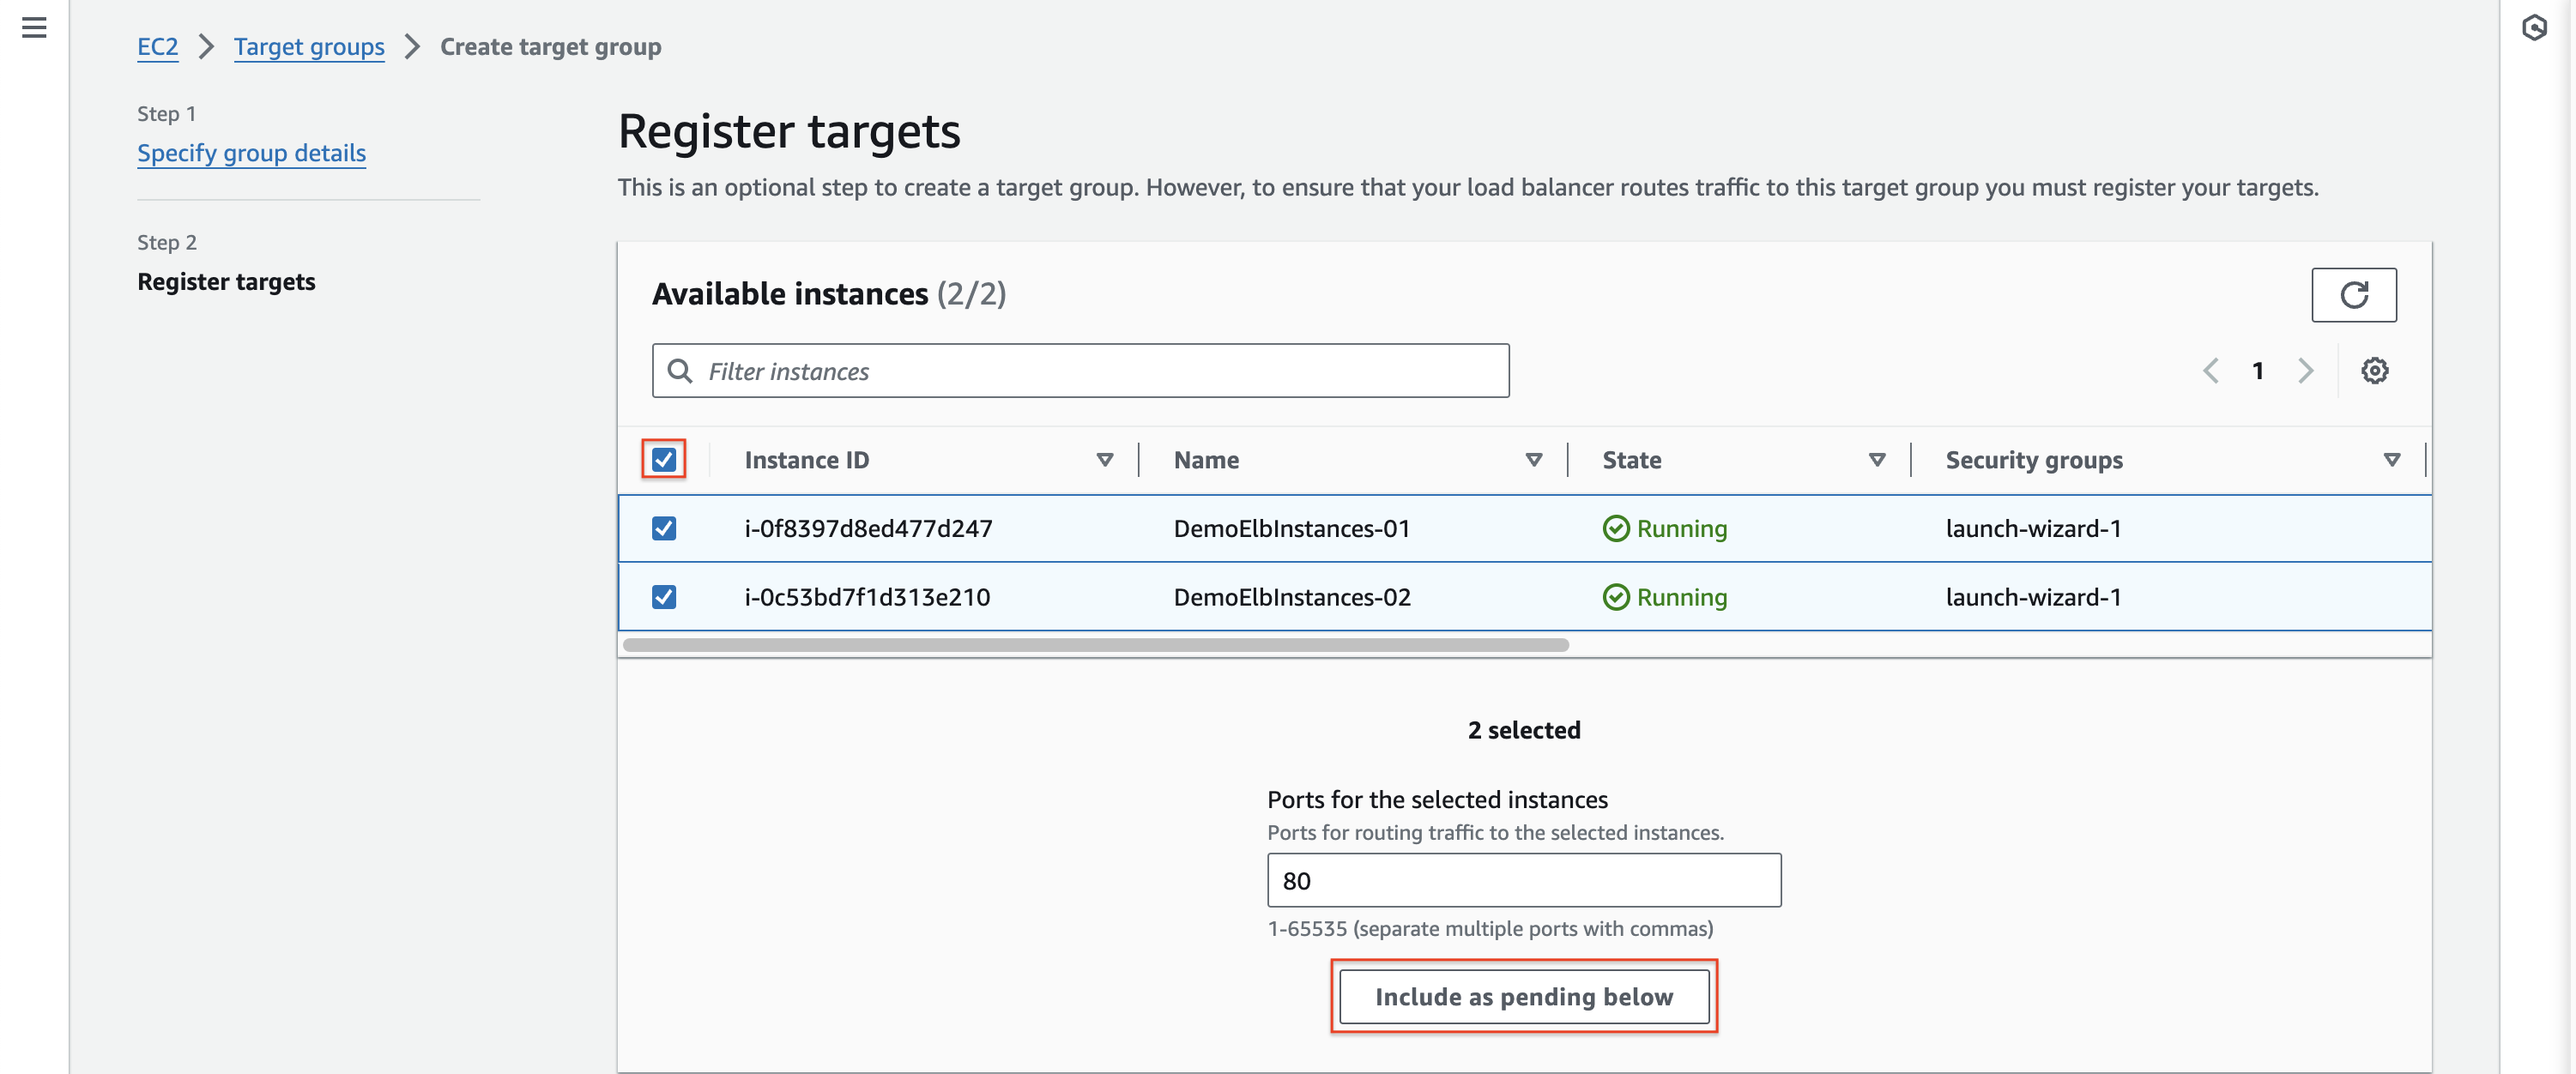 EC2 > Target groups > Create target group
Step 1
Specify group details
Step 2
Register targets
Register targets
This is an optional step to create a target group. However, to ensure that your load balancer routes traffic to this target group you must register your targets.
Available instances (2/2)
Filter instances
1
Instance ID Name State Security groups
i-0f8397d8ed477d247 DemoElbInstances-01 Running launch-wizard-1
i-0c53bd7f1d313e210 DemoElbInstances-02 Running launch-wizard-1
2 selected
Ports for the selected instances
Ports for routing traffic to the selected instances.
80
1-65535 (separate multiple ports with commas)
Include as pending below